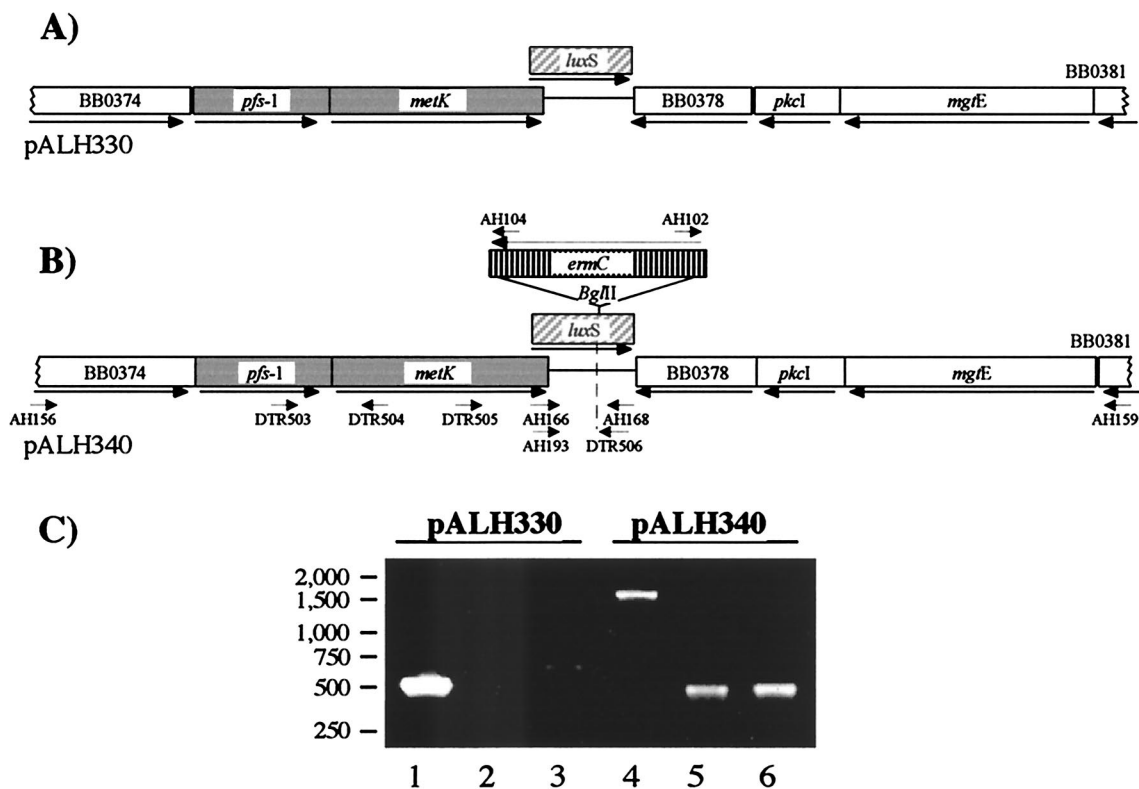 A)
luxS
BB0381
BB0374 pfs-1 metK BB0378 pkcI mgtE
pALH330
AH104 AH102
B)
ermC
BglII
luxS
BB0381
BB0374 pfs-1 metK BB0378 pkcI mgtE
AH156 DTR503 DTR504 DTR505 AH166 AH168 AH159
AH193 DTR506
pALH340
C)
pALH330 pALH340
2,000
1,500
1,000
750
500
250
1 2 3 4 5 6